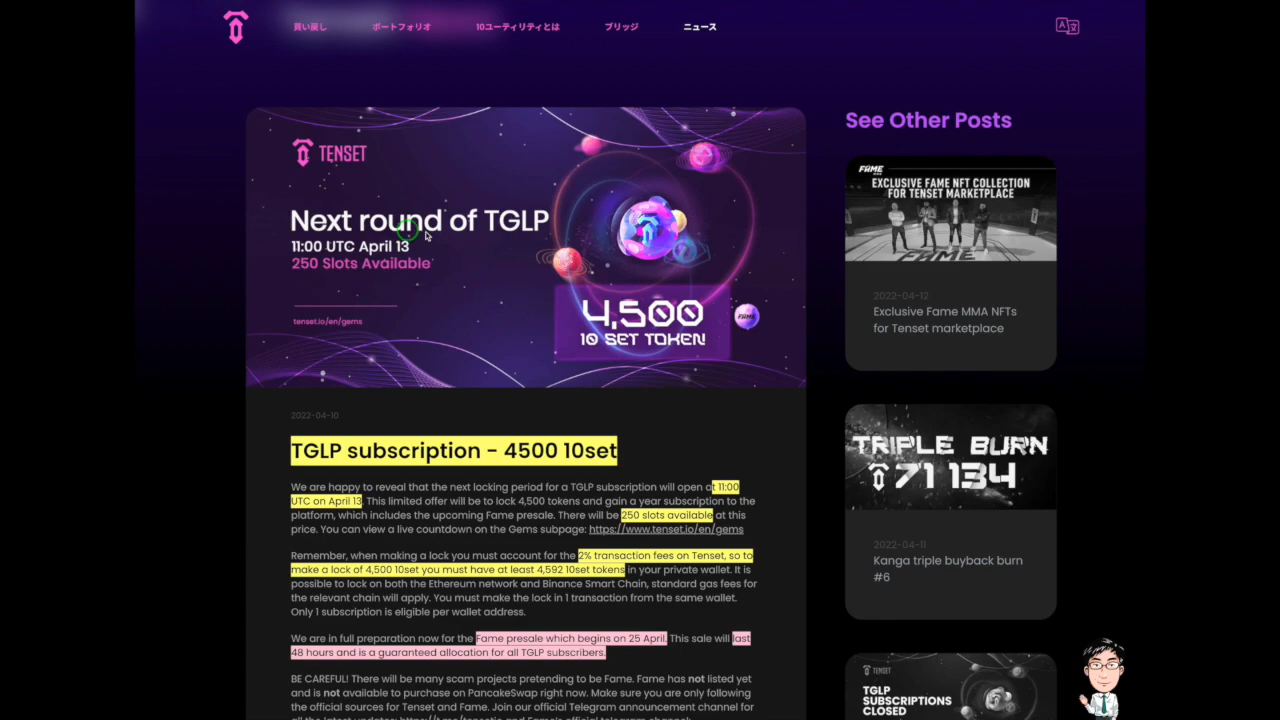 買い戻し
ポートフォリオ
10ユーティリティとは
ブリッジ
ニュース
TENSET
Next round of TGLP
11:00 UTC April 13
250 Slots Available
tenset.io/en/gems
4,500
10 SET TOKEN!
FAME
2022-04-10
TGLP subscription - 4500 10set
We are happy to reveal that the next locking period for a TGLP subscription will open at 11:00
UTC on April 13. This limited offer will be to lock 4,500 tokens and gain a year subscription to the
platform, which includes the upcoming Fame presale. There will be 250 slots available at this
price. You can view a live countdown on the Gems subpage: https://www.tenset.io/en/gems
Remember, when making a lock you must account for the 2% transaction fees on Tenset, so to
make a lock of 4,500 10set you must have at least 4,592 10set tokens in your private wallet. It is
possible to lock on both the Ethereum network and Binance Smart Chain, standard gas fees for
the relevant chain will apply. You must make the lock in 1 transaction from the same wallet.
Only 1 subscription is eligible per wallet address.
We are in full preparation now for the Fame presale which begins on 25 April. This sale will last
48 hours and is a guaranteed allocation for all TGLP subscribers.
BE CAREFUL! There will be many scam projects pretending to be Fame. Fame has not listed yet
and is not available to purchase on PancakeSwap right now. Make sure you are only following
the official sources for Tenset and Fame. Join our official Telegram announcement channel for
See Other Posts
FAME
EXCLUSIVE FAME NFT COLLECTION
FOR TENSET MARKETPLACE
FAME
2022-04-12
Exclusive Fame MMA NFTs
for Tenset marketplace
TRIPLE BURN
71 134
2022-04-11
Kanga triple buyback burn
#6
TENSET
TGLP
SUBSCRIPTIONS
CLOSED